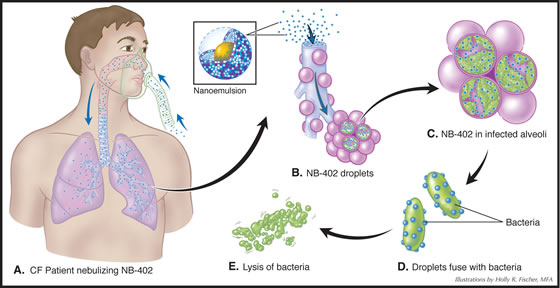 Nanoemulsion
A. CF Patient nebulizing NB-402
B. NB-402 droplets
C. NB-402 in infected alveoli
Bacteria
D. Droplets fuse with bacteria
E. Lysis of bacteria
Illustrations by Holly R. Fischer, MFA